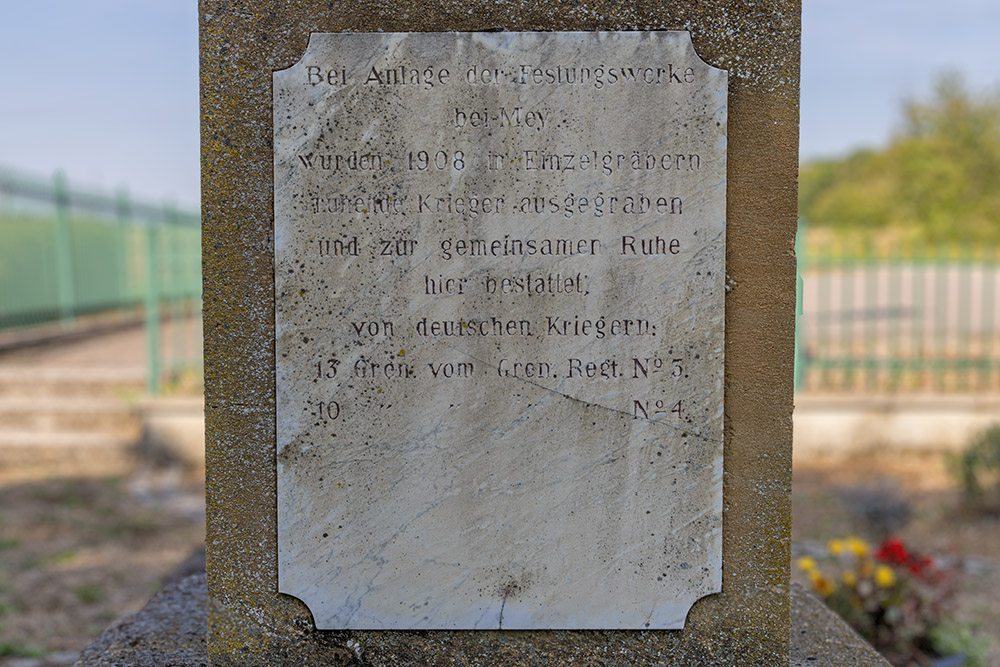 Bei Anlage der Festungswerke
bei Mey
wurden 1908 in Einzelgräbern
ruhende Krieger ausgegraben
und zur gemeinsamen Ruhe
hier bestattet,
von deutschen Kriegern:
13 Gren. vom Gren. Regt. No 3.
10 " " No 4.